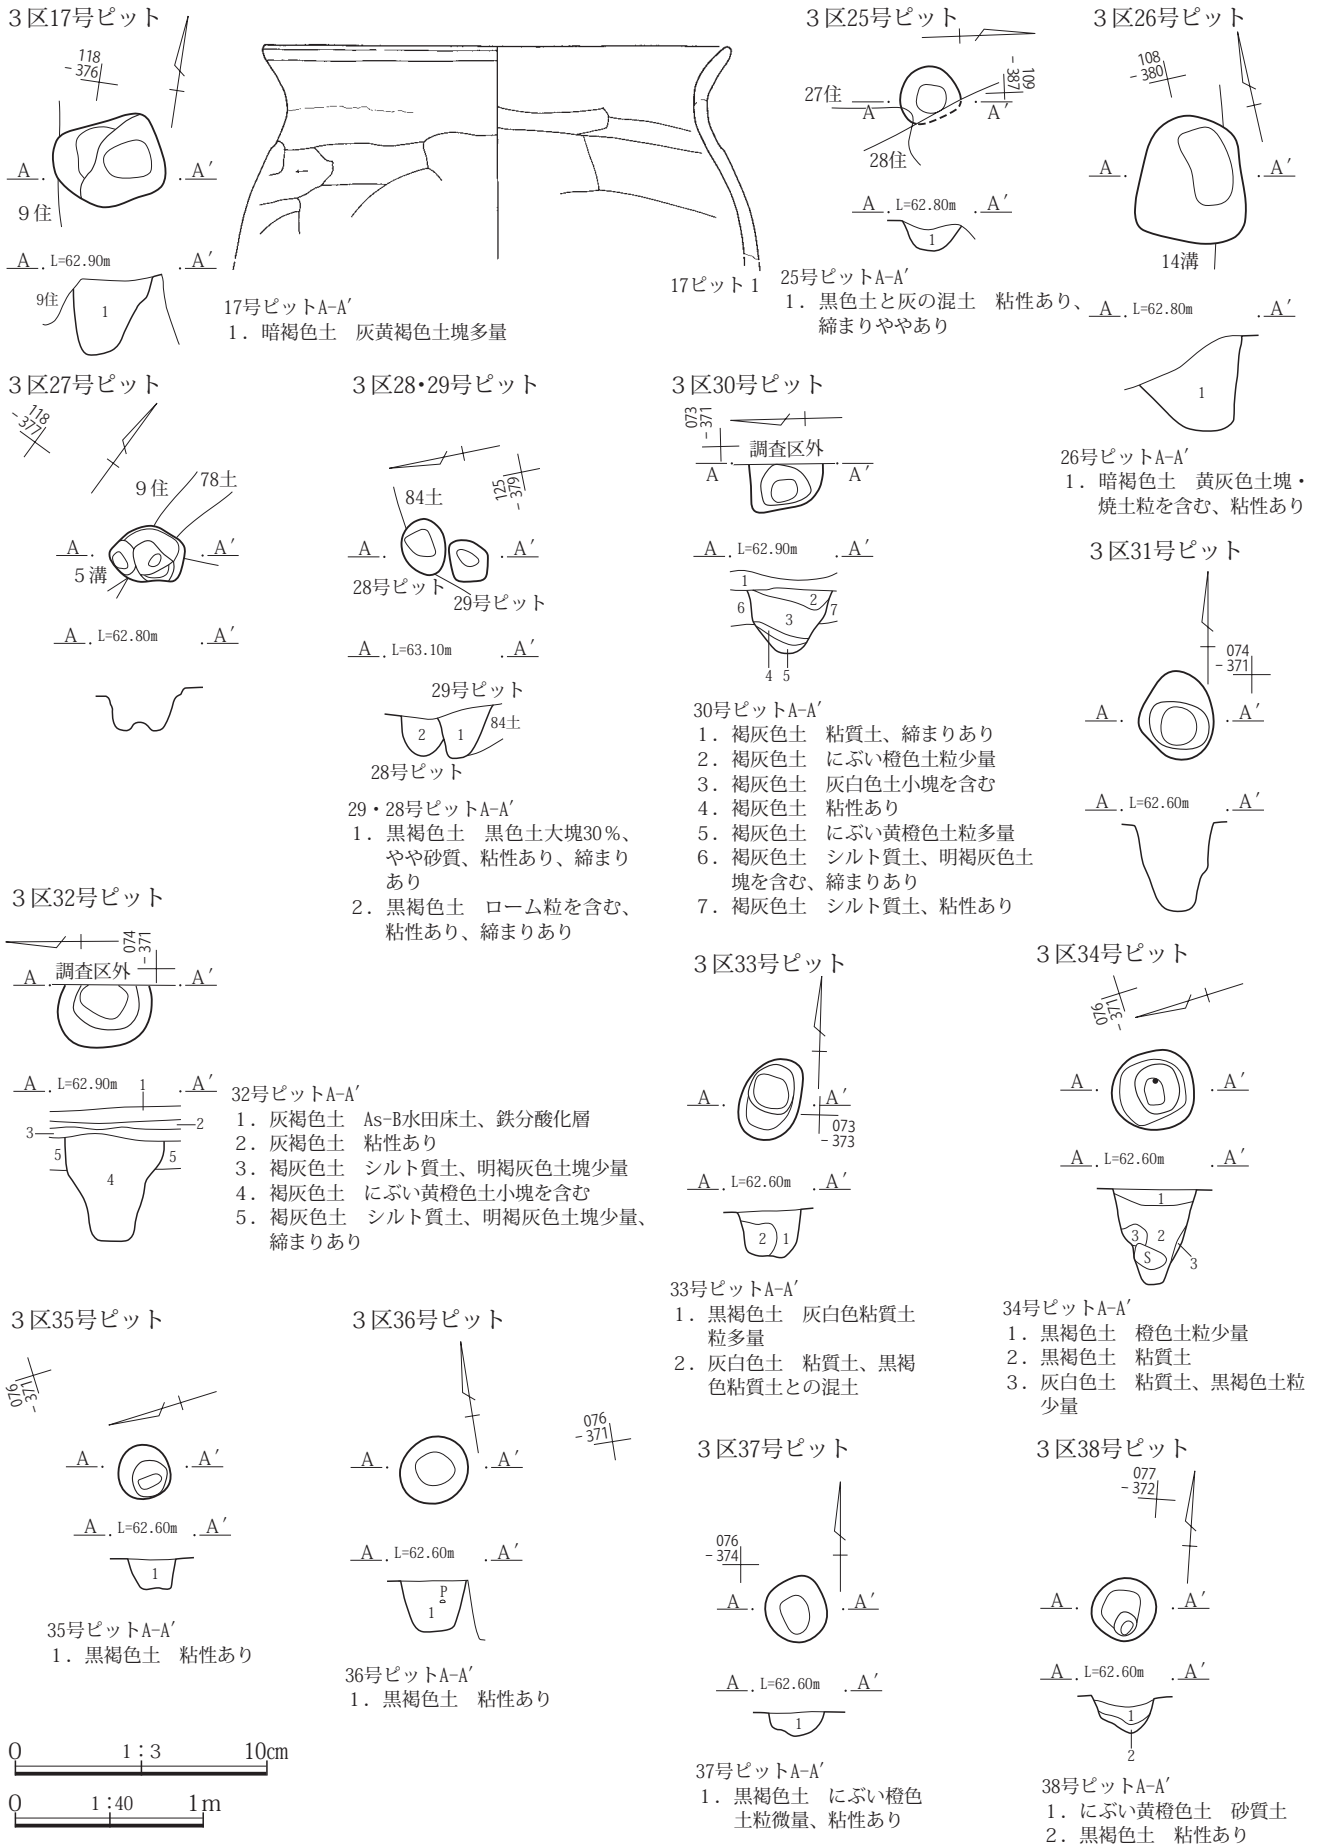 ３区17号ピット
118
-376
A A′
９住
A L=62.90m A′
9住
1
17ピット 1
17号ピットA-A′
１．暗褐色土　灰黄褐色土塊多量
３区25号ピット
109
-387
27住
A A′
28住
A L=62.80m A′
1
25号ピットA-A′
１．黒色土と灰の混土　粘性あり、
締まりややあり
３区26号ピット
108
-380
A A′
14溝
A L=62.80m A′
1
26号ピットA-A′
１．暗褐色土　黄灰色土塊・
焼土粒を含む、粘性あり
３区27号ピット
118
-377
９住 78土
A A′
５溝
A L=62.80m A′
３区28・29号ピット
125
-379
84土
A A′
28号ピット
29号ピット
A L=63.10m A′
29号ピット
2 1 84土
28号ピット
29・28号ピットA-A′
１．黒褐色土　黒色土大塊30％、
やや砂質、粘性あり、締まり
あり
２．黒褐色土　ローム粒を含む、
粘性あり、締まりあり
３区30号ピット
073
-371
調査区外
A A′
A L=62.90m A′
1
2
6 3 7
4 5
30号ピットA-A′
１．褐灰色土　粘質土、締まりあり
２．褐灰色土　にぶい橙色土粒少量
３．褐灰色土　灰白色土小塊を含む
４．褐灰色土　粘性あり
５．褐灰色土　にぶい黄橙色土粒多量
６．褐灰色土　シルト質土、明褐灰色土
塊を含む、締まりあり
７．褐灰色土　シルト質土、粘性あり
３区31号ピット
074
-371
A A′
A L=62.60m A′
３区32号ピット
074
-371
調査区外
A A′
A L=62.90m 1 A′
2
3
5 5
4
32号ピットA-A′
１．灰褐色土　As-B水田床土、鉄分酸化層
２．灰褐色土　粘性あり
３．褐灰色土　シルト質土、明褐灰色土塊少量
４．褐灰色土　にぶい黄橙色土小塊を含む
５．褐灰色土　シルト質土、明褐灰色土塊少量、
締まりあり
３区33号ピット
A A′
073
-373
A L=62.60m A′
2 1
33号ピットA-A′
１．黒褐色土　灰白色粘質土
粒多量
２．灰白色土　粘質土、黒褐
色粘質土との混土
３区34号ピット
076
-371
A A′
A L=62.60m A′
1
3 2
S
3
34号ピットA-A′
１．黒褐色土　橙色土粒少量
２．黒褐色土　粘質土
３．灰白色土　粘質土、黒褐色土粒
少量
３区35号ピット
076
-371
A A′
A L=62.60m A′
1
35号ピットA-A′
１．黒褐色土　粘性あり
３区36号ピット
076
-371
A A′
A L=62.60m A′
P
1
36号ピットA-A′
１．黒褐色土　粘性あり
３区37号ピット
076
-374
A A′
A L=62.60m A′
1
37号ピットA-A′
１．黒褐色土　にぶい橙色
土粒微量、粘性あり
３区38号ピット
077
-372
A A′
A L=62.60m A′
1
2
38号ピットA-A′
１．にぶい黄橙色土　砂質土
２．黒褐色土　粘性あり
0 1：3 10cm
0 1：40 1m